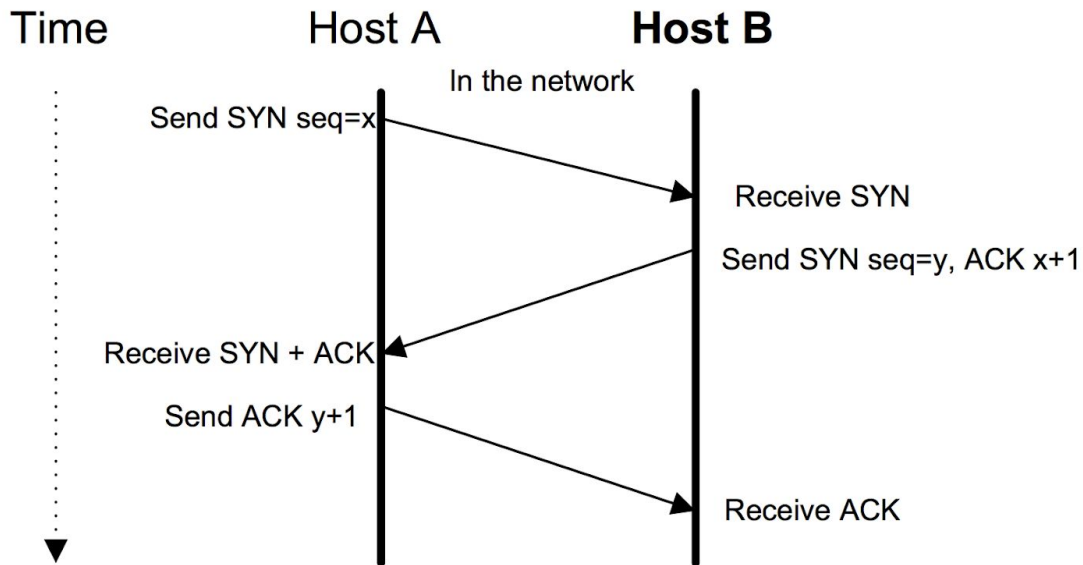 Time
Host A
Host B
In the network
Send SYN seq=x
Receive SYN
Send SYN seq=y, ACK x+1
Receive SYN + ACK
Send ACK y+1
Receive ACK